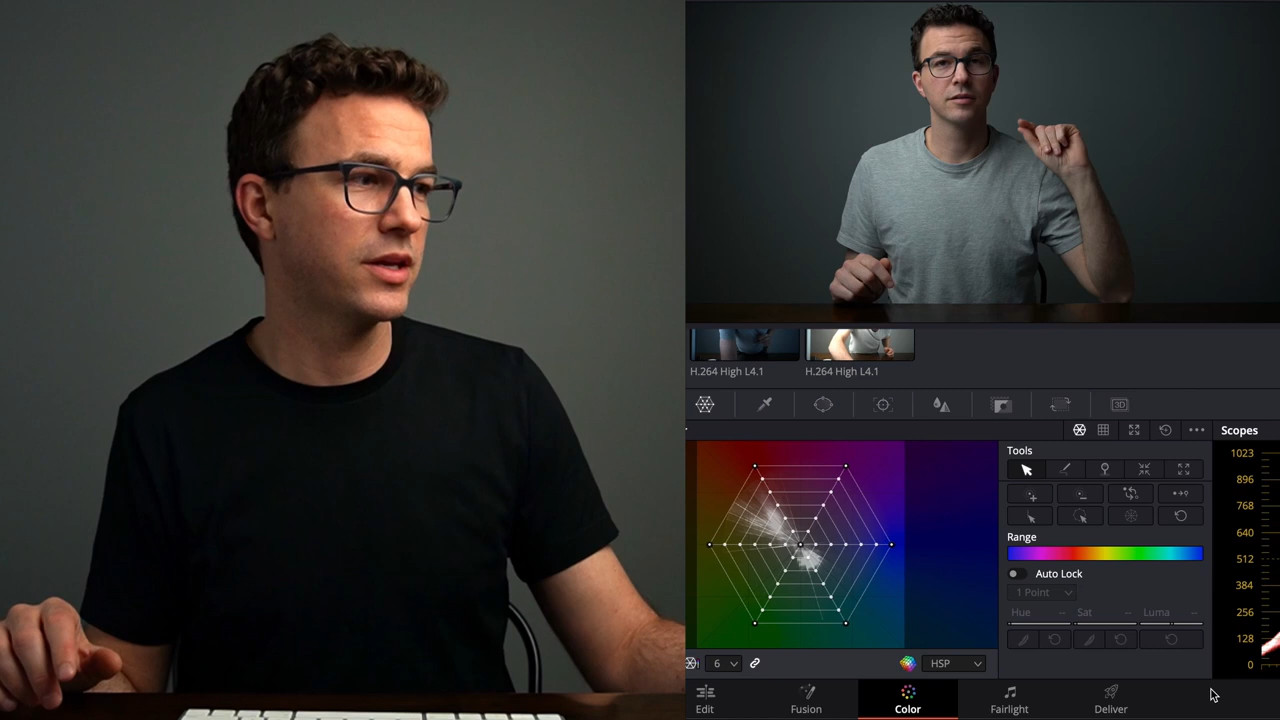 H.264 High L4.1
H.264 High L4.1
3D
Scopes
Tools
1023
896
768
640
512
384
256
128
0
Range
Auto Lock
1 Point
Hue -- Sat -- Luma --
6
HSP
Edit
Fusion
Color
Fairlight
Deliver